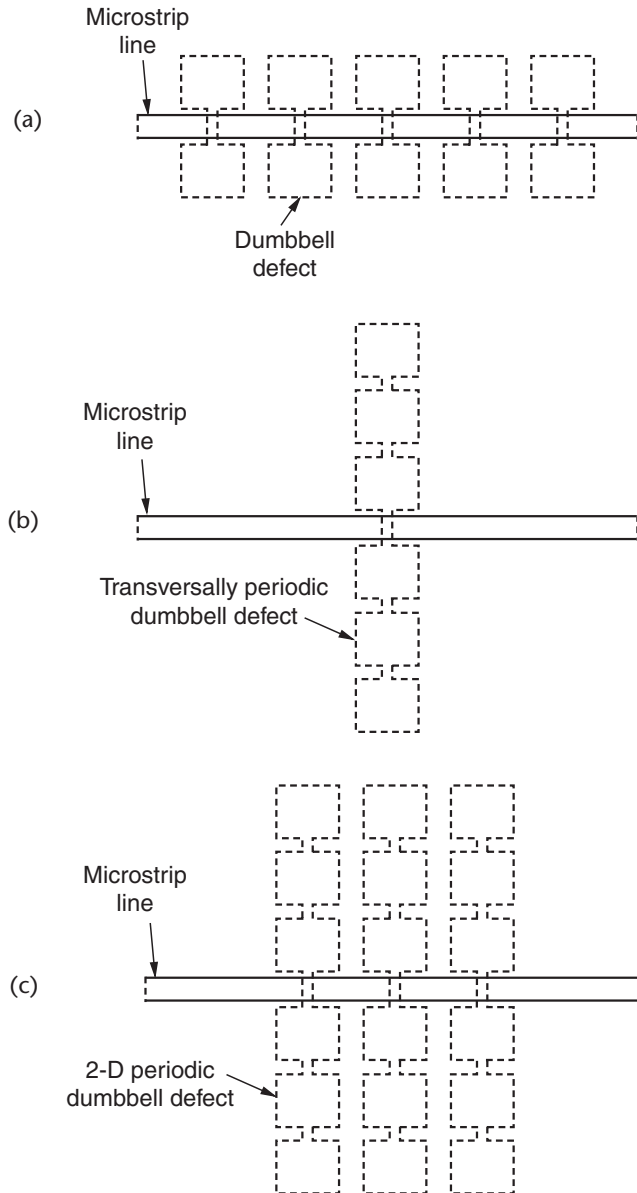 Microstrip
line
(a)
Dumbbell
defect
Microstrip
line
(b)
Transversally periodic
dumbbell defect
Microstrip
line
(c)
2-D periodic
dumbbell defect